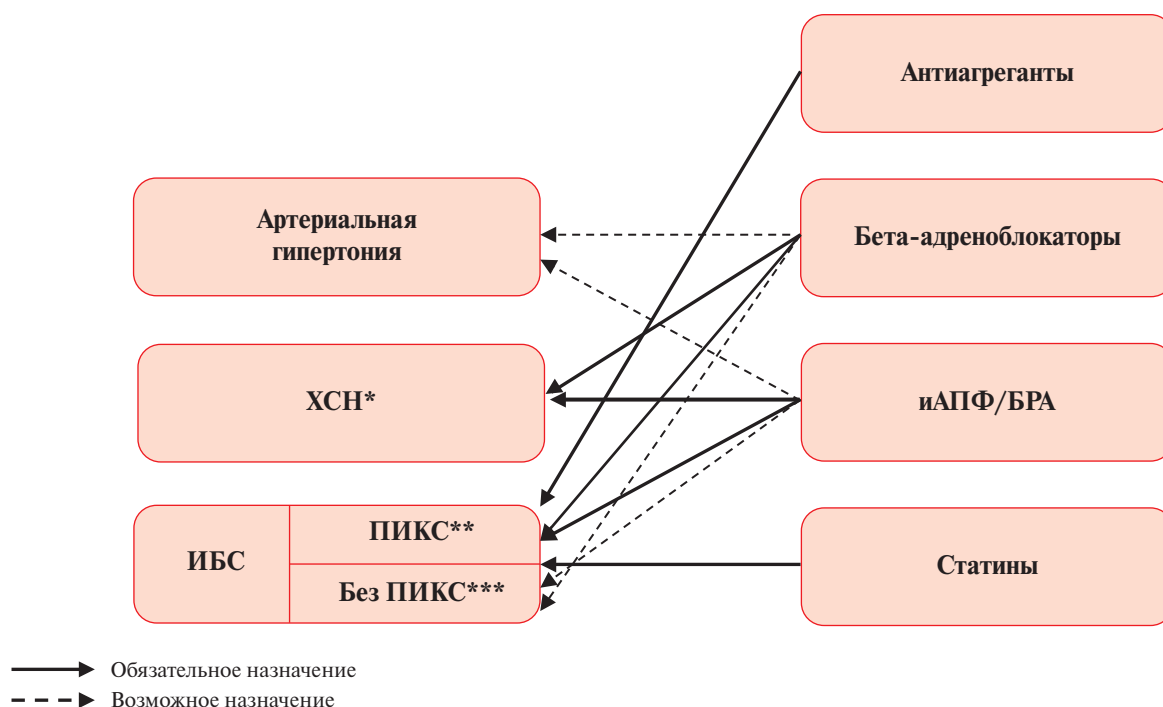 Антиагреганты
Артериальная
гипертония
Бета-адреноблокаторы
ХСН*
иАПФ/БРА
ИБС
ПИКС**
Без ПИКС***
Статины
Обязательное назначение
Возможное назначение